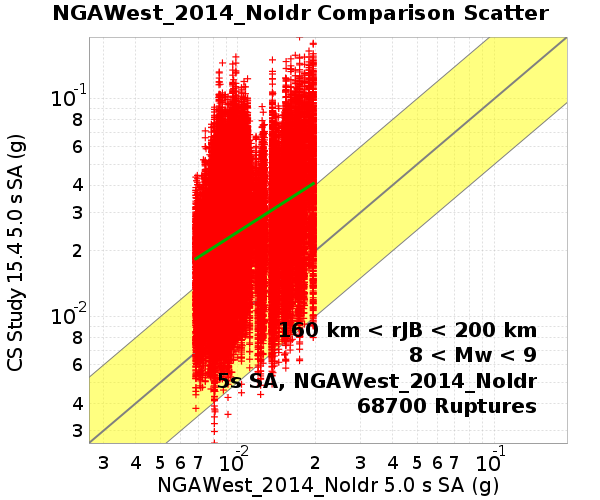 NGAWest_2014_NoIdr Comparison Scatter
CS Study 15.4 5.0 s SA (g)
10^-1
8
6
4
3
2
10^-2
8
6
4
3
160 km < rJB < 200 km
8 < Mw < 9
5s SA, NGAWest_2014_NoIdr
68700 Ruptures
3 4 5 6 7 10^-2 2 3 4 5 6 7 10^-1
NGAWest_2014_NoIdr 5.0 s SA (g)